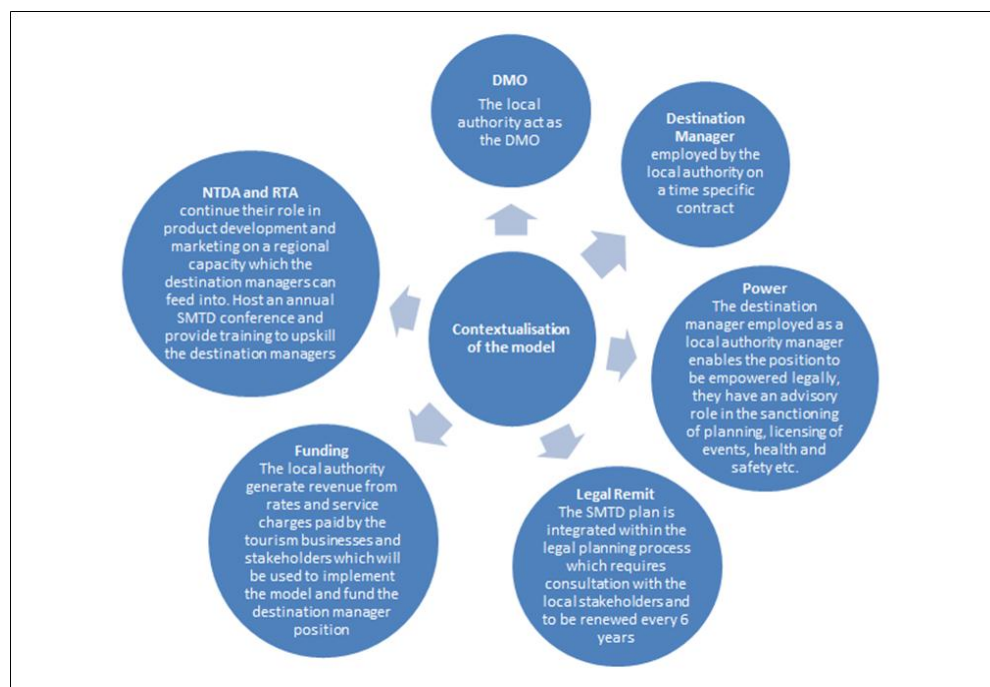 DMO
The local
authority act as
the DMO
Destination
Manager
employed by the
local authority on
a time specific
contract
Power
The destination
manager employed as a
local authority manager
enables the position to
be empowered legally,
they have an advisory
role in the sanctioning
of planning, licensing of
events, health and
safety etc.
Legal Remit
The SMTD plan is
integrated within the
legal planning process
which requires
consultation with the
local stakeholders and
to be renewed every 6
years
Funding
The local authority
generate revenue from
rates and service
charges paid by the
tourism businesses and
stakeholders which will
be used to implement
the model and fund the
destination manager
position
NTDA and RTA
continue their role in
product development and
marketing on a regional
capacity which the
destination managers can
feed into. Host an annual
SMTD conference and
provide training to upskill
the destination managers
Contextualisation
of the model